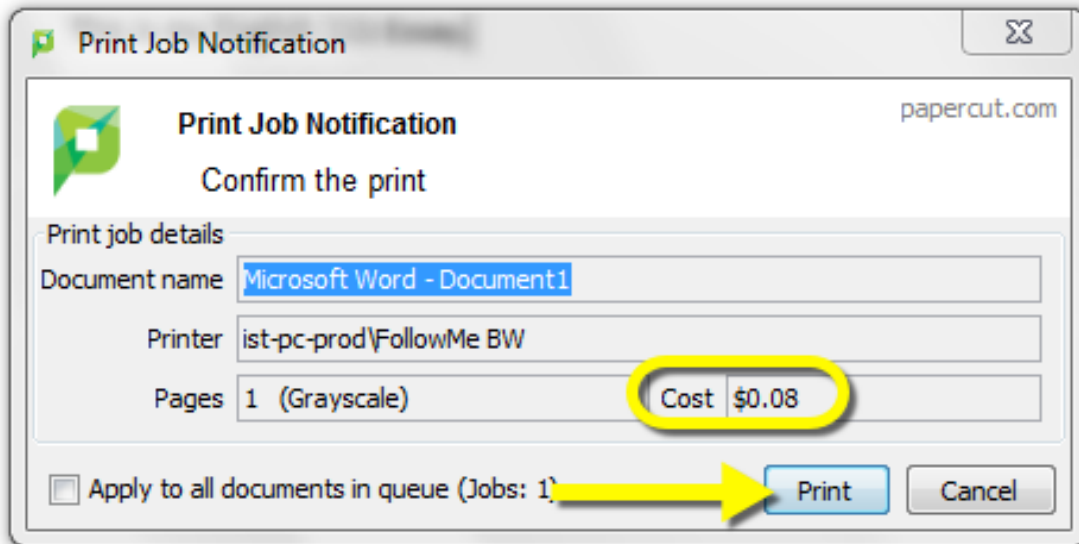 Print Job Notification
papercut.com
Print Job Notification
Confirm the print
Print job details
Document name Microsoft Word - Document1
Printer ist-pc-prod\FollowMe BW
Pages 1 (Grayscale) Cost $0.08
Apply to all documents in queue (Jobs: 1) Print Cancel